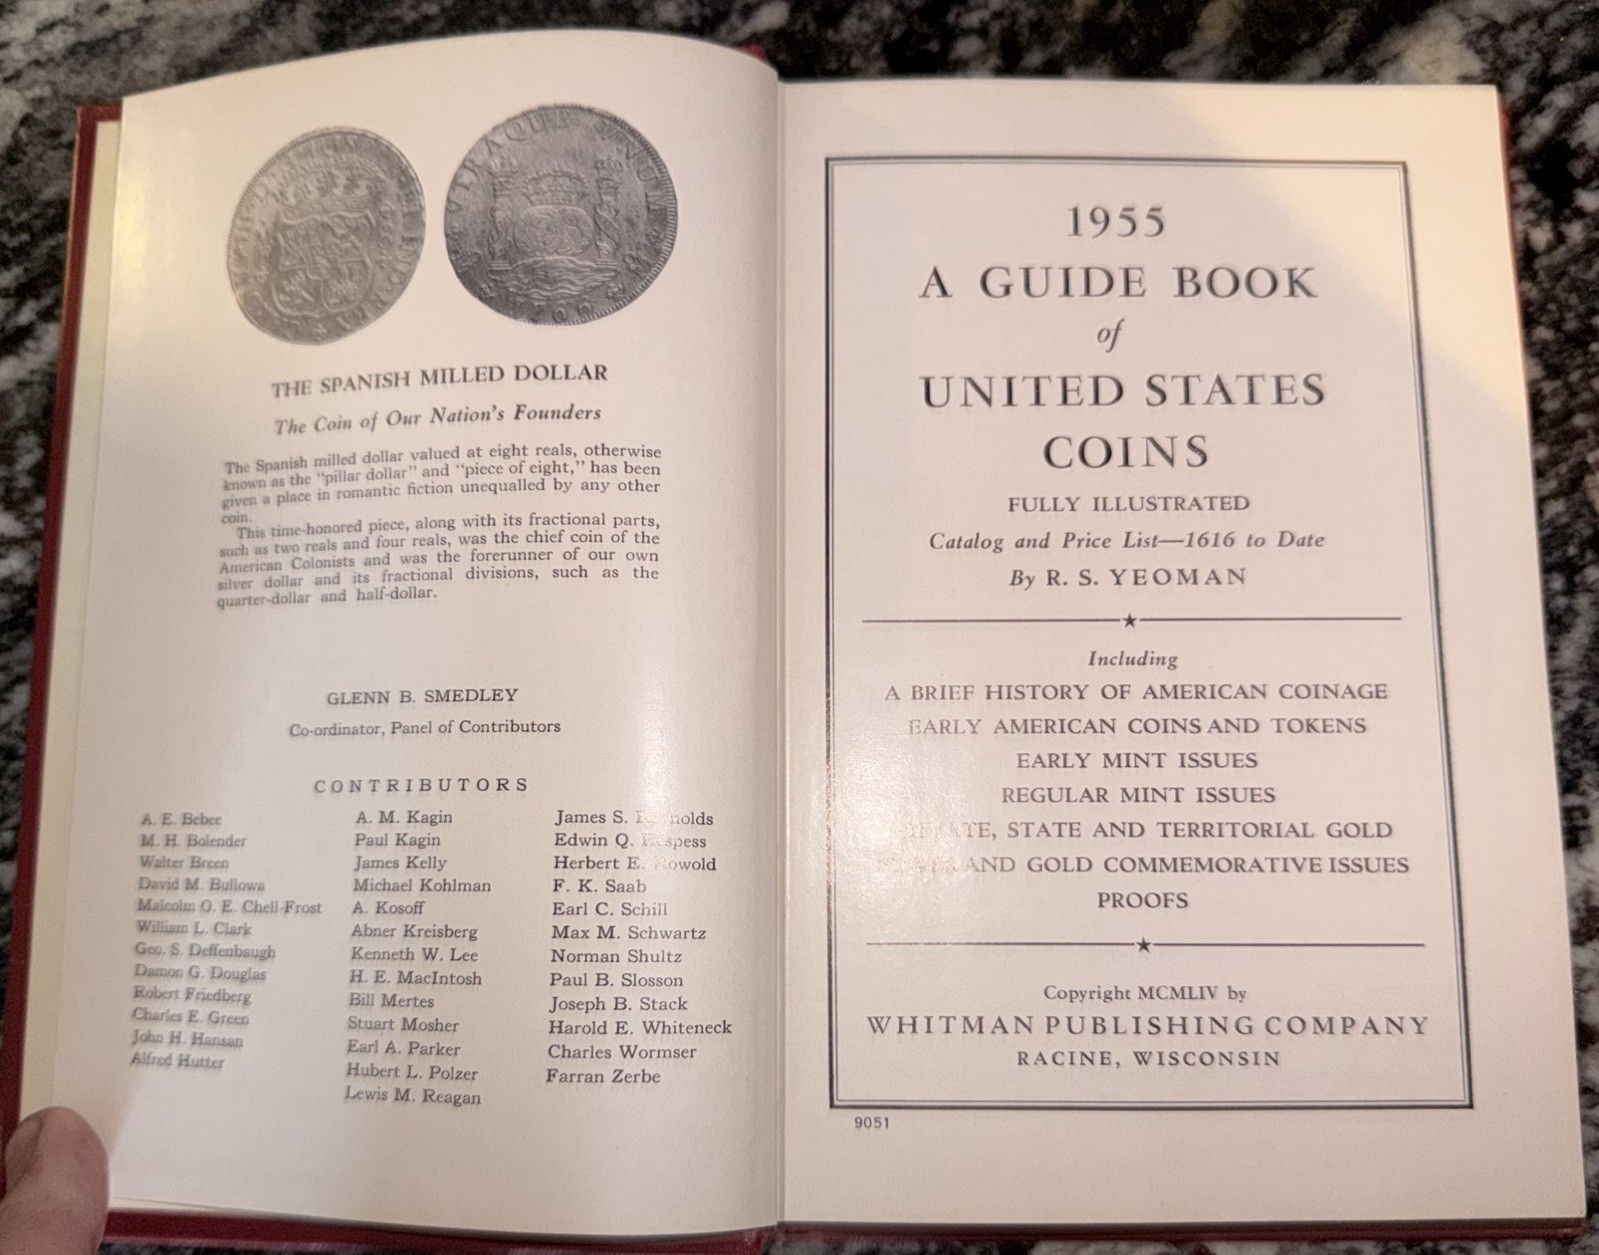 VTRAQUE VNUM
THE SPANISH MILLED DOLLAR
The Coin of Our Nation's Founders
The Spanish milled dollar valued at eight reals, otherwise
known as the "pillar dollar" and "piece of eight," has been
given a place in romantic fiction unequalled by any other
coin.
This time-honored piece, along with its fractional parts,
such as two reals and four reals, was the chief coin of the
American Colonists and was the forerunner of our own
silver dollar and its fractional divisions, such as the
quarter-dollar and half-dollar.
GLENN B. SMEDLEY
Co-ordinator, Panel of Contributors
CONTRIBUTORS
A. E. Bebee
M. H. Bolender
Walter Breen
David M. Bullowa
Malcolm O. E. Chell-Frost
William L. Clark
Geo. S. Deffenbaugh
Damon G. Douglas
Robert Friedberg
Charles E. Green
John H. Hansan
Alfred Hutter
A. M. Kagin
Paul Kagin
James Kelly
Michael Kohlman
A. Kosoff
Abner Kreisberg
Kenneth W. Lee
H. E. MacIntosh
Bill Mertes
Stuart Mosher
Earl A. Parker
Hubert L. Polzer
Lewis M. Reagan
James S.
Edwin Q.
Herbert E.
F. K. Saab
Earl C. Schill
Max M. Schwartz
Norman Shultz
Paul B. Slosson
Joseph B. Stack
Harold E. Whiteneck
Charles Wormser
Farran Zerbe
1955
A GUIDE BOOK
of
UNITED STATES
COINS
FULLY ILLUSTRATED
Catalog and Price List—1616 to Date
By R. S. YEOMAN
Including
A BRIEF HISTORY OF AMERICAN COINAGE
EARLY AMERICAN COINS AND TOKENS
EARLY MINT ISSUES
REGULAR MINT ISSUES
STATE AND TERRITORIAL GOLD
AND GOLD COMMEMORATIVE ISSUES
PROOFS
Copyright MCMLIV by
WHITMAN PUBLISHING COMPANY
RACINE, WISCONSIN
9051